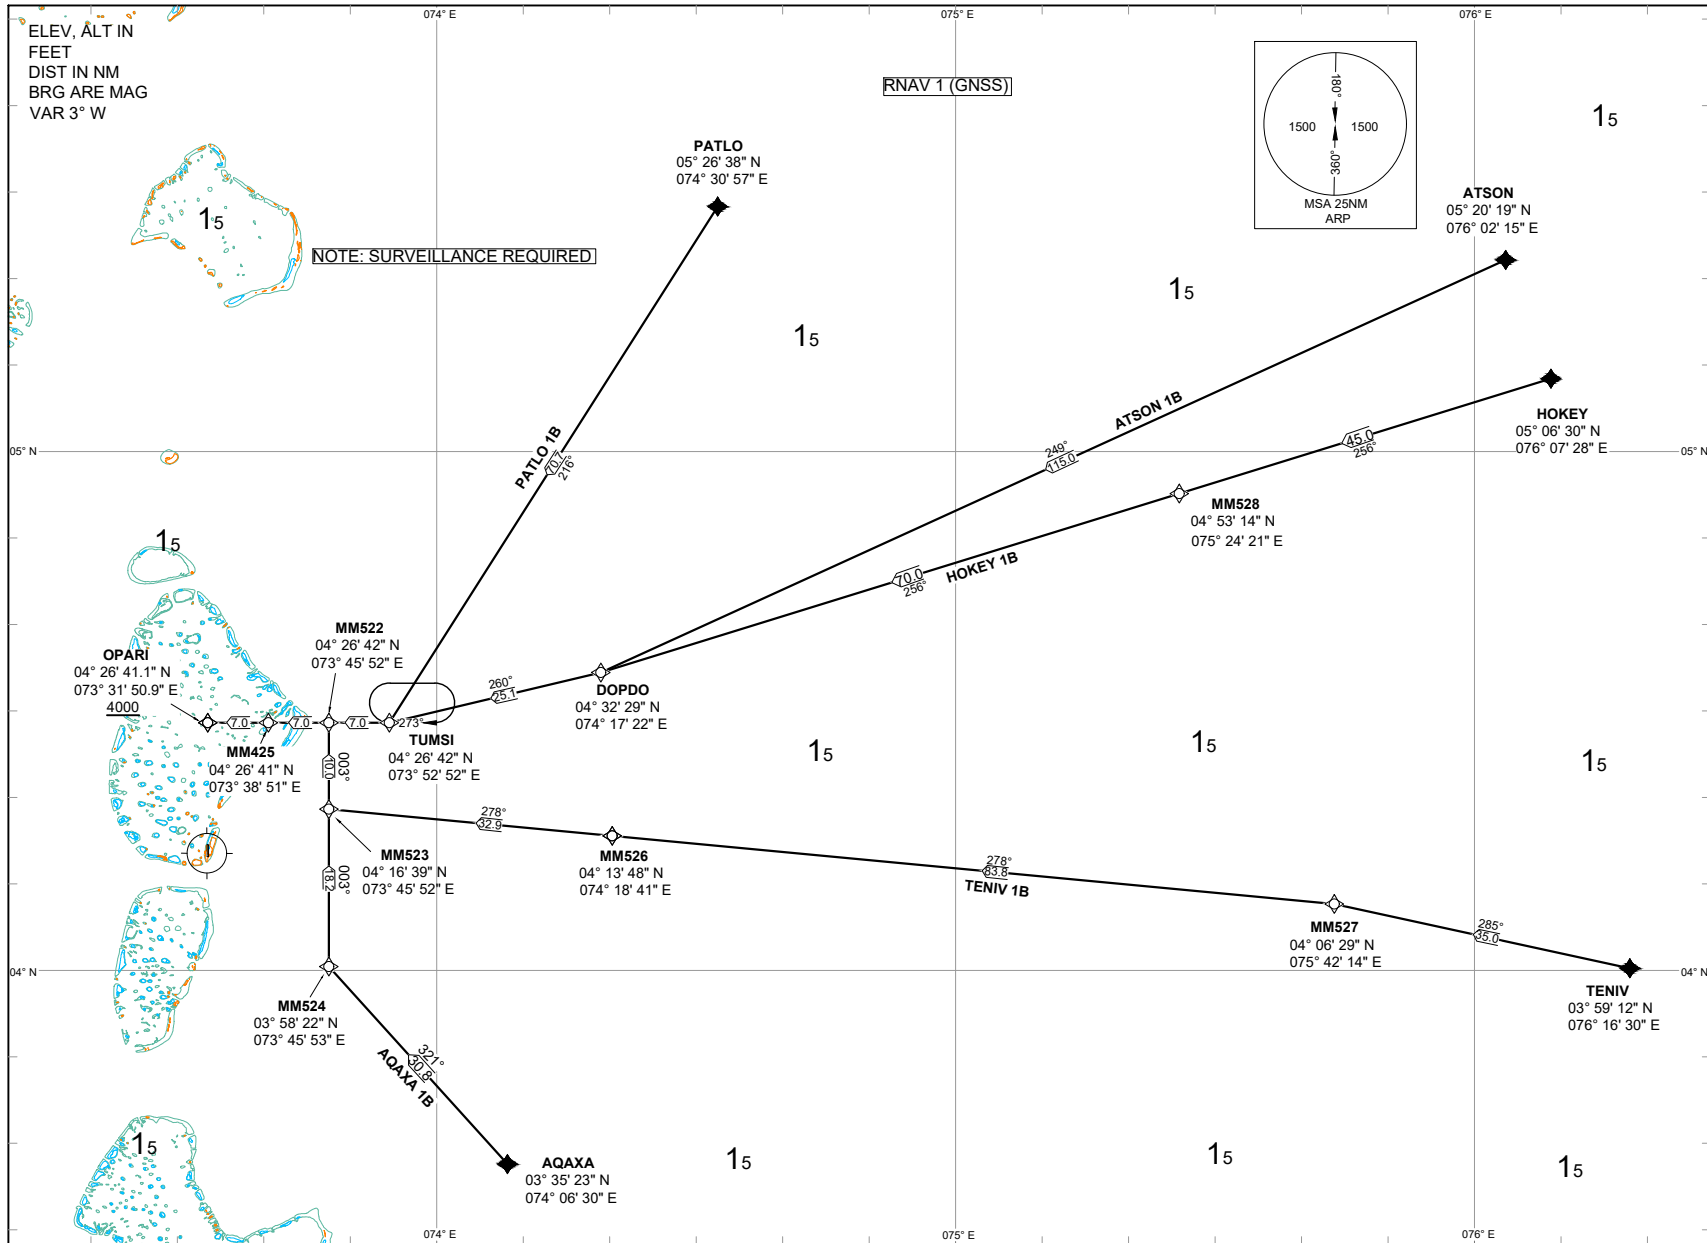 074° E
075° E
076° E
ELEV, ALT IN
FEET
DIST IN NM
BRG ARE MAG
VAR 3° W
RNAV 1 (GNSS)
180°
1500
1500
360°
MSA 25NM
ARP
15
PATLO
05° 26' 38" N
074° 30' 57" E
ATSON
05° 20' 19" N
076° 02' 15" E
15
NOTE: SURVEILLANCE REQUIRED
15
15
HOKEY
05° 06' 30" N
076° 07' 28" E
ATSON 1B
249°
115.0
45.0
256°
PATLO 1B
70.7
216°
05° N
05° N
MM528
04° 53' 14" N
075° 24' 21" E
15
70.0
256°
HOKEY 1B
MM522
04° 26' 42" N
073° 45' 52" E
OPARI
04° 26' 41.1" N
073° 31' 50.9" E
4000
260°
25.1
DOPDO
04° 32' 29" N
074° 17' 22" E
7.0
7.0
7.0
273°
TUMSI
04° 26' 42" N
073° 52' 52" E
MM425
04° 26' 41" N
073° 38' 51" E
15
15
15
003°
10.0
278°
32.9
MM523
04° 16' 39" N
073° 45' 52" E
MM526
04° 13' 48" N
074° 18' 41" E
003°
18.2
278°
83.8
TENIV 1B
MM527
04° 06' 29" N
075° 42' 14" E
285°
35.0
04° N
04° N
TENIV
03° 59' 12" N
076° 16' 30" E
MM524
03° 58' 22" N
073° 45' 53" E
321°
30.8
AQAXA 1B
AQAXA
03° 35' 23" N
074° 06' 30" E
15
15
15
15
074° E
075° E
076° E